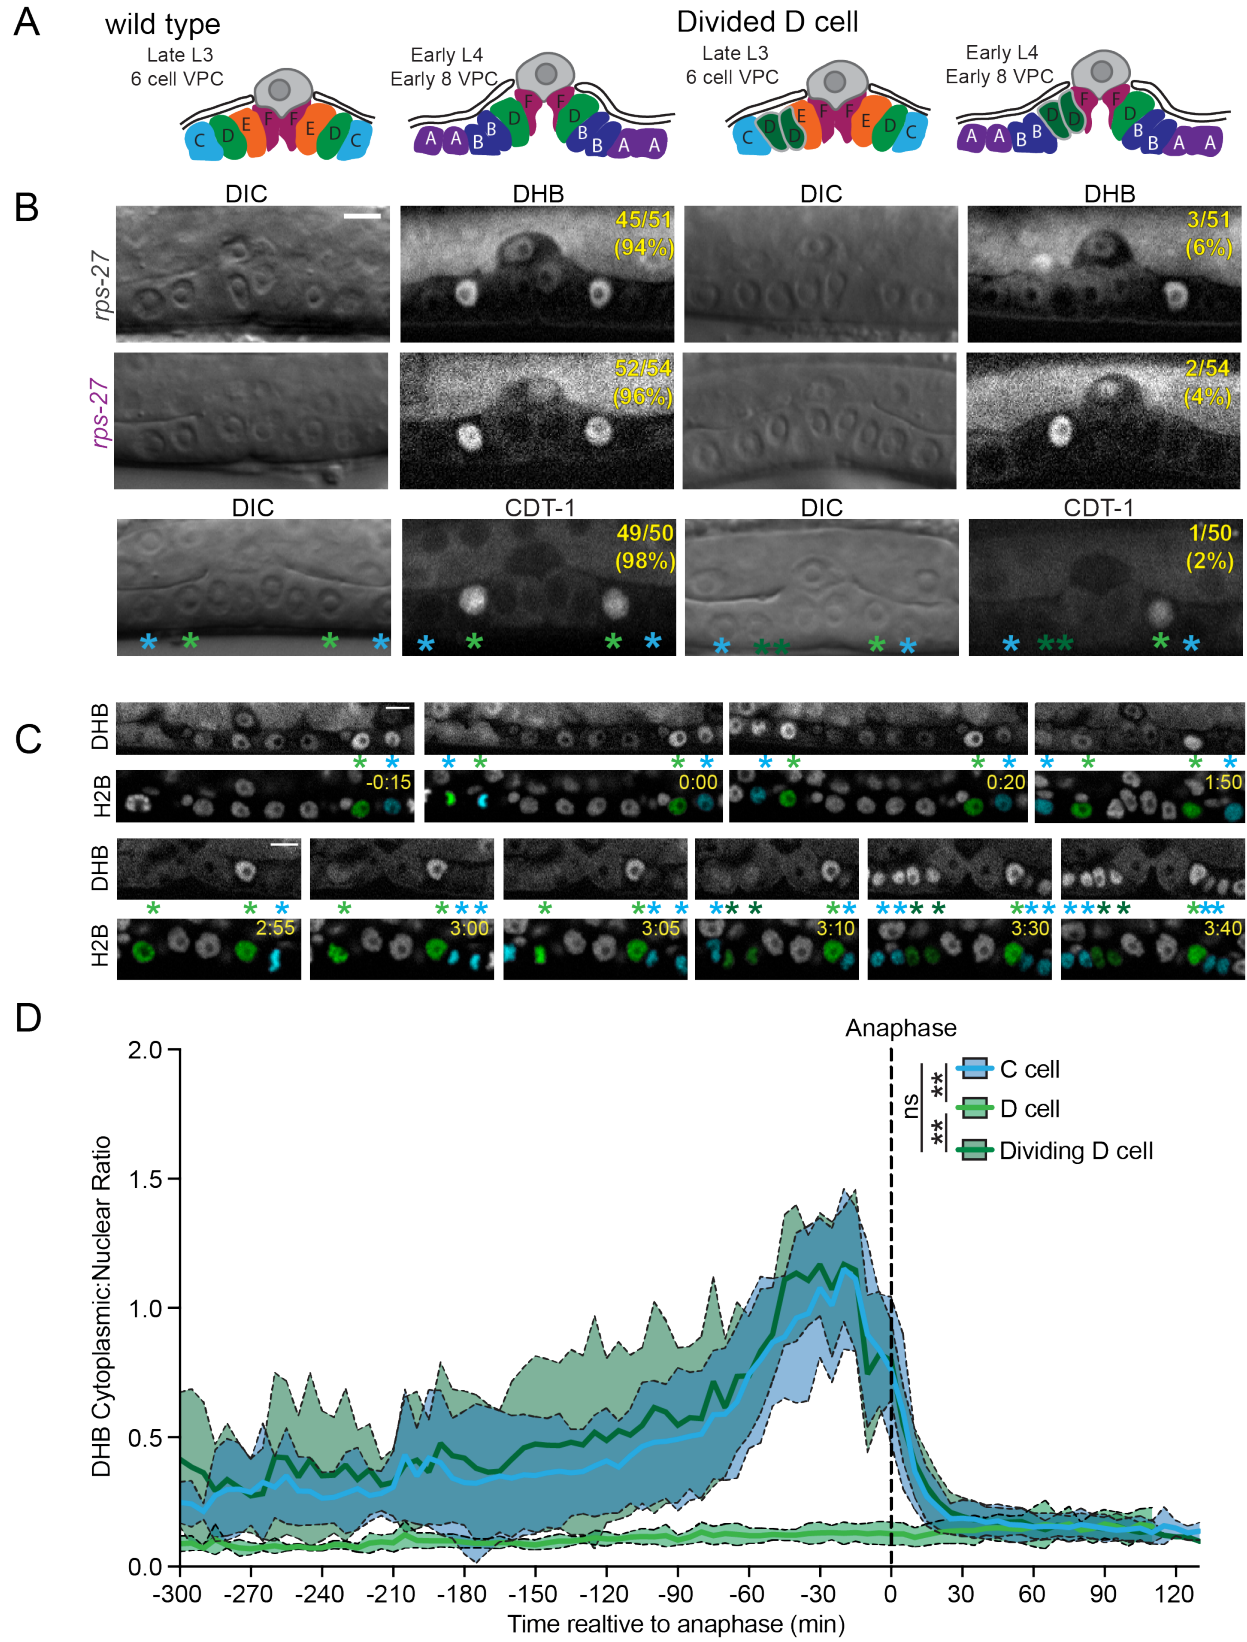 A
wild type
Divided D cell
Late L3
6 cell VPC
Early L4
Early 8 VPC
Late L3
6 cell VPC
Early L4
Early 8 VPC
C D E F F E D C
A A B B D F F D B B A A
C D D E F F E D C
A A B B D D F F D B B A A
B
DIC
DHB
DIC
DHB
rps-27
45/51
(94%)
3/51
(6%)
rps-27
52/54
(96%)
2/54
(4%)
DIC
CDT-1
DIC
CDT-1
49/50
(98%)
1/50
(2%)
* * * *
* * * *
* ** * *
* ** * *
C
DHB
* *
* * * *
* * * *
* * * *
H2B
-0:15
0:00
0:20
1:50
DHB
* * *
* * * *
* * * *
* * * * *
* * * * * * *
* * * * * * *
H2B
2:55
3:00
3:05
3:10
3:30
3:40
D
Anaphase
C cell
D cell
Dividing D cell
ns
**
**
DHB Cytoplasmic:Nuclear Ratio
2.0
1.5
1.0
0.5
0.0
-300 -270 -240 -210 -180 -150 -120 -90 -60 -30 0 30 60 90 120
Time realtive to anaphase (min)